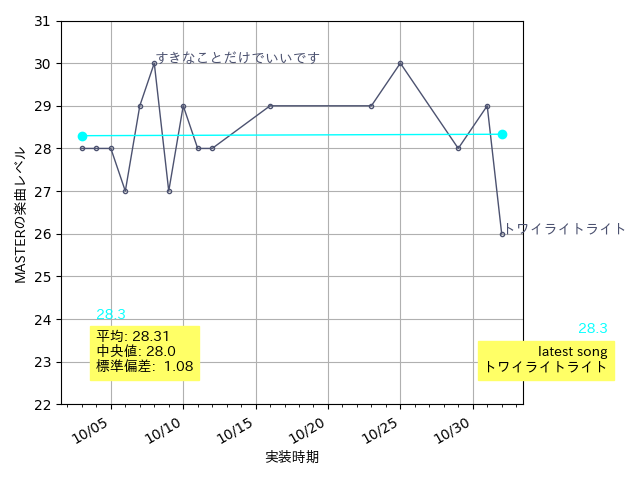 31
30
29
28
27
26
25
24
23
22
MASTERの楽曲レベル
すきなことだけでいいです
トワイライトライト
28.3
平均: 28.31
中央値: 28.0
標準偏差: 1.08
28.3
latest song
トワイライトライト
10/05
10/10
10/15
10/20
10/25
10/30
実装時期